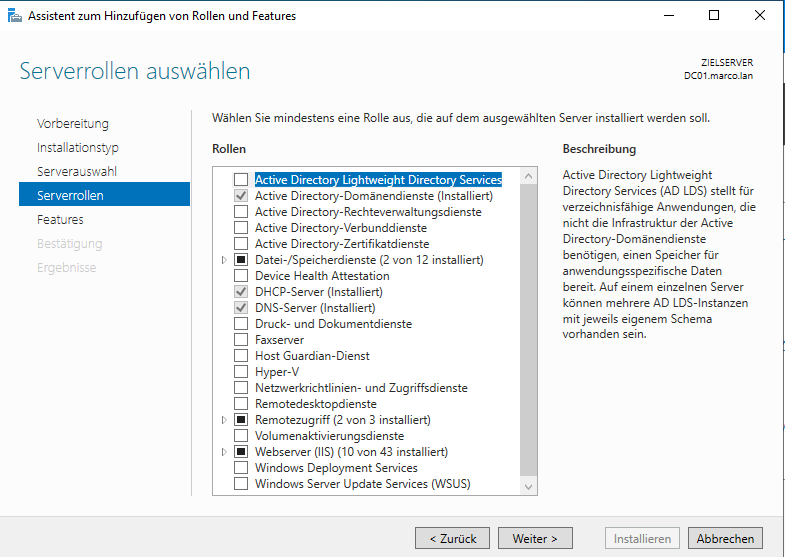 Assistent zum Hinzufügen von Rollen und Features
Serverrollen auswählen
ZIELSERVER
DC01.marco.lan
Vorbereitung
Installationstyp
Serverauswahl
Serverrollen
Features
Bestätigung
Ergebnisse
Wählen Sie mindestens eine Rolle aus, die auf dem ausgewählten Server installiert werden soll.
Rollen
Active Directory Lightweight Directory Services
Active Directory-Domänendienste (Installiert)
Active Directory-Rechteverwaltungsdienste
Active Directory-Verbunddienste
Active Directory-Zertifikatdienste
Datei-/Speicherdienste (2 von 12 installiert)
Device Health Attestation
DHCP-Server (Installiert)
DNS-Server (Installiert)
Druck- und Dokumentdienste
Faxserver
Host Guardian-Dienst
Hyper-V
Netzwerkrichtlinien- und Zugriffsdienste
Remotedesktopdienste
Remotezugriff (2 von 3 installiert)
Volumenaktivierungsdienste
Webserver (IIS) (10 von 43 installiert)
Windows Deployment Services
Windows Server Update Services (WSUS)
Beschreibung
Active Directory Lightweight
Directory Services (AD LDS) stellt für
verzeichnisfähige Anwendungen, die
nicht die Infrastruktur der Active
Directory-Domänendienste
benötigen, einen Speicher für
anwendungsspezifische Daten
bereit. Auf einem einzelnen Server
können mehrere AD LDS-Instanzen
mit jeweils eigenem Schema
vorhanden sein.
< Zurück
Weiter >
Installieren
Abbrechen